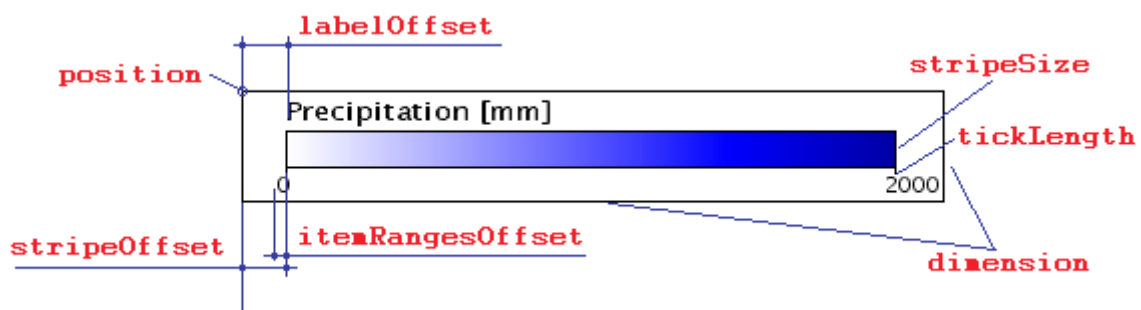 labelOffset
position
stripeSize
Precipitation [mm]
tickLength
0
2000
stripeOffset
itemRangesOffset
dimension